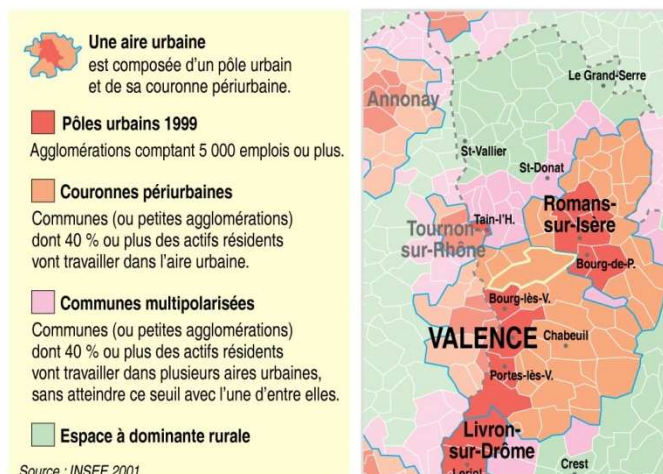 Une aire urbaine
est composée d'un pôle urbain
et de sa couronne périurbaine.
Pôles urbains 1999
Agglomérations comptant 5 000 emplois ou plus.
Couronnes périurbaines
Communes (ou petites agglomérations)
dont 40 % ou plus des actifs résidents
vont travailler dans l'aire urbaine.
Communes multipolarisées
Communes (ou petites agglomérations)
dont 40 % ou plus des actifs résidents
vont travailler dans plusieurs aires urbaines,
sans atteindre ce seuil avec l'une d'entre elles.
Espace à dominante rurale
Source : INSEE 2001
Le Grand-Serre
Annonay
St-Vallier
St-Donat
Romans-
sur-Isère
Tain-l'H.
Tournon-
sur-Rhône
Bourg-de-P.
Bourg-lès-V.
VALENCE
Chabeuil
Portes-lès-V.
Livron-
sur-Drôme
Loriol
Crest